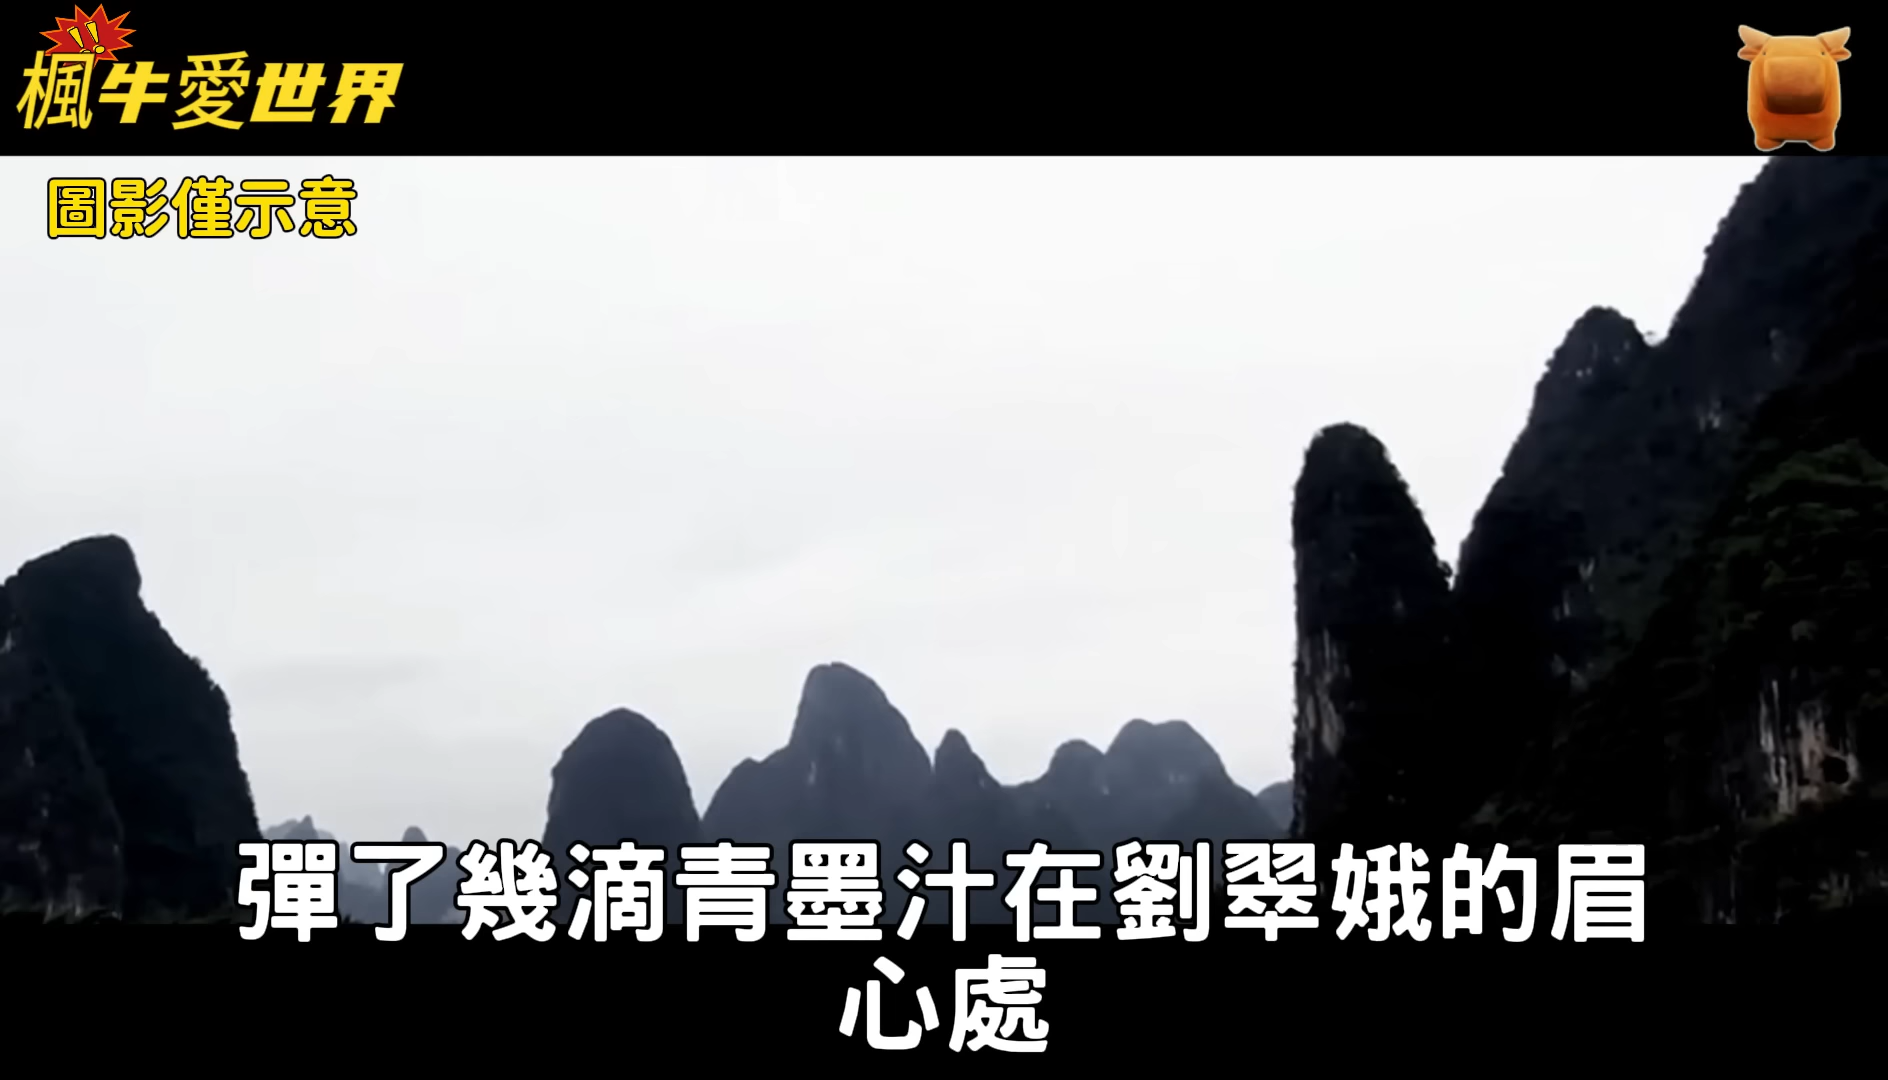 楓牛愛世界
圖影僅示意
彈了幾滴青墨汁在劉翠娥的眉
心處